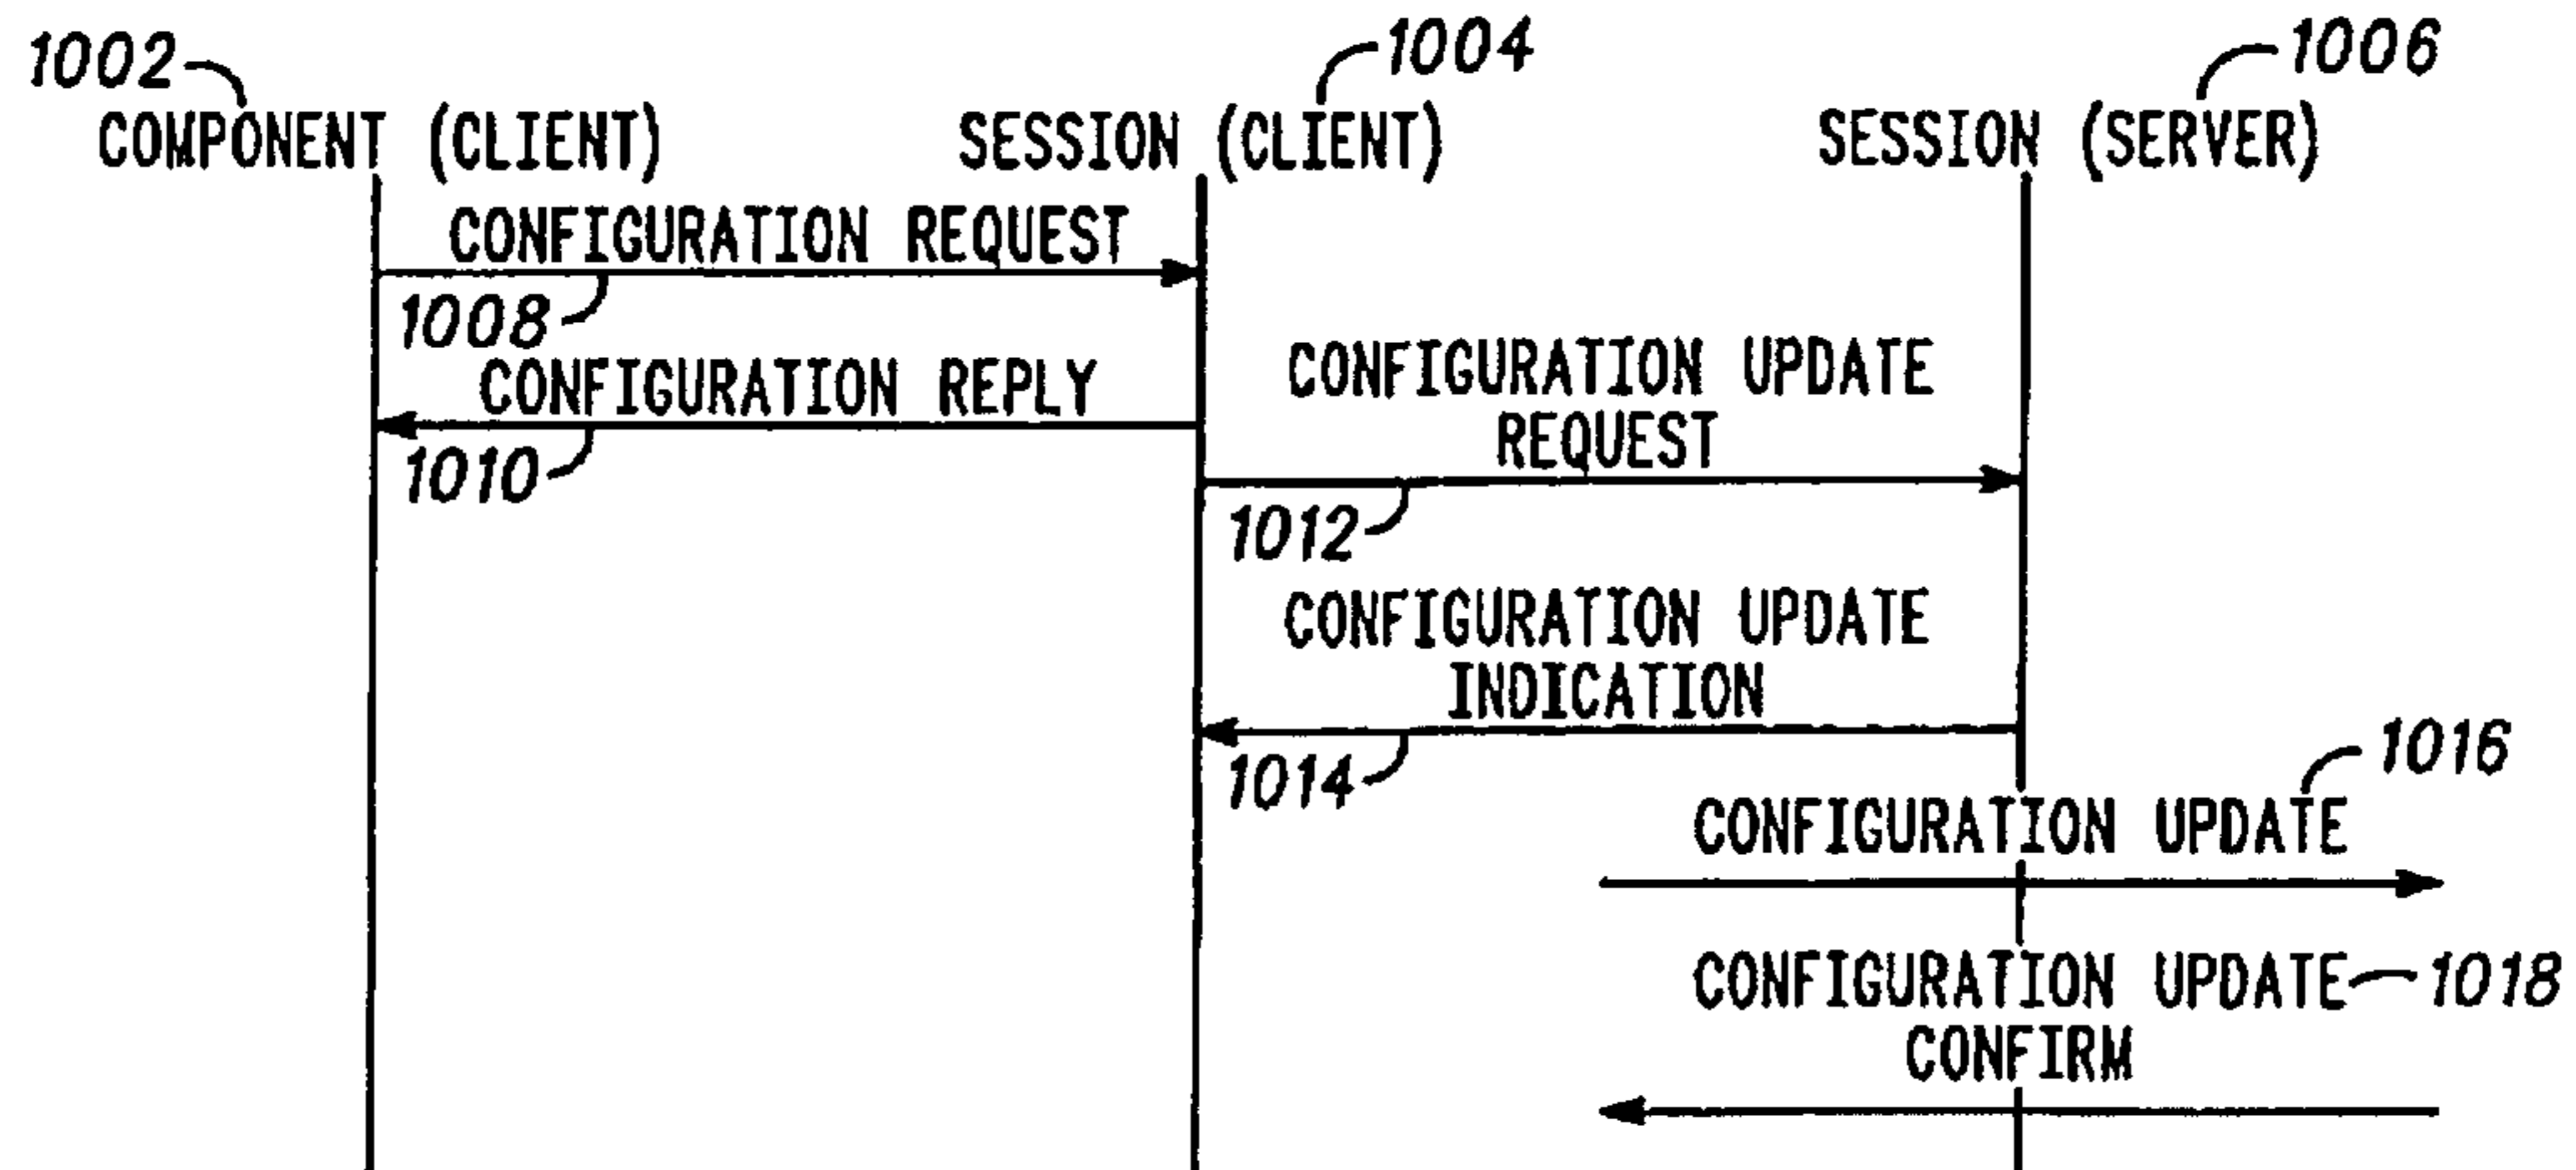 1002
1004
1006
COMPONENT (CLIENT)
SESSION (CLIENT)
SESSION (SERVER)
CONFIGURATION REQUEST
1008
CONFIGURATION REPLY
1010
CONFIGURATION UPDATE
REQUEST
1012
CONFIGURATION UPDATE
INDICATION
1014
1016
CONFIGURATION UPDATE
CONFIGURATION UPDATE
1018
CONFIRM